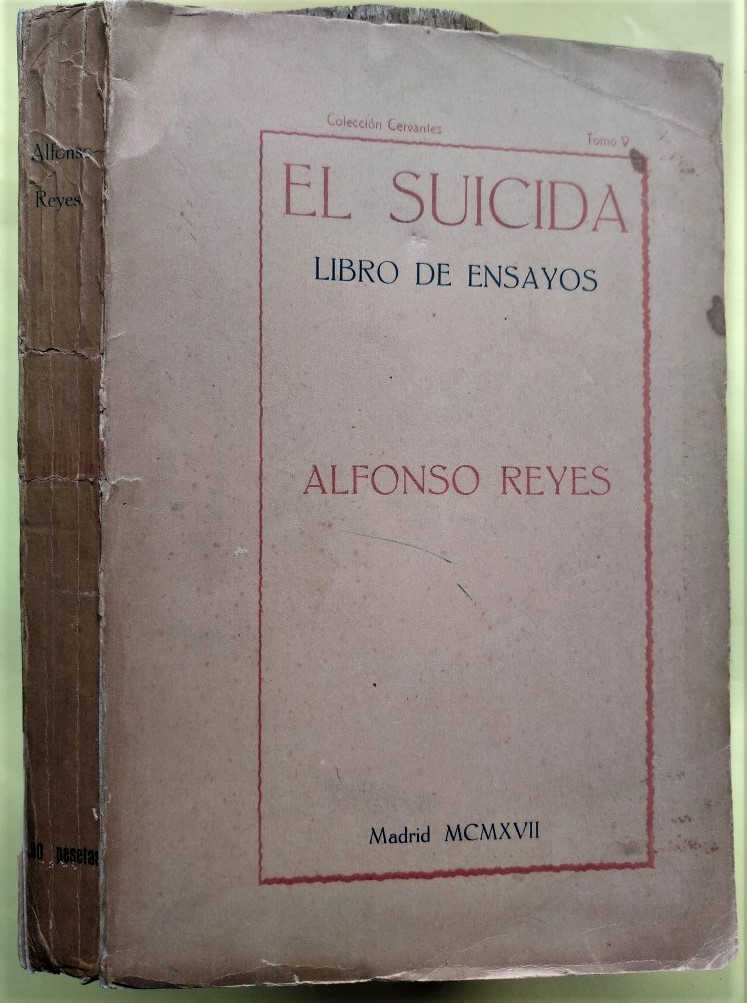 Alfonso
Reyes
pesetas
Colección Cervantes
Tomo V
EL SUICIDA
LIBRO DE ENSAYOS
ALFONSO REYES
Madrid MCMXVII